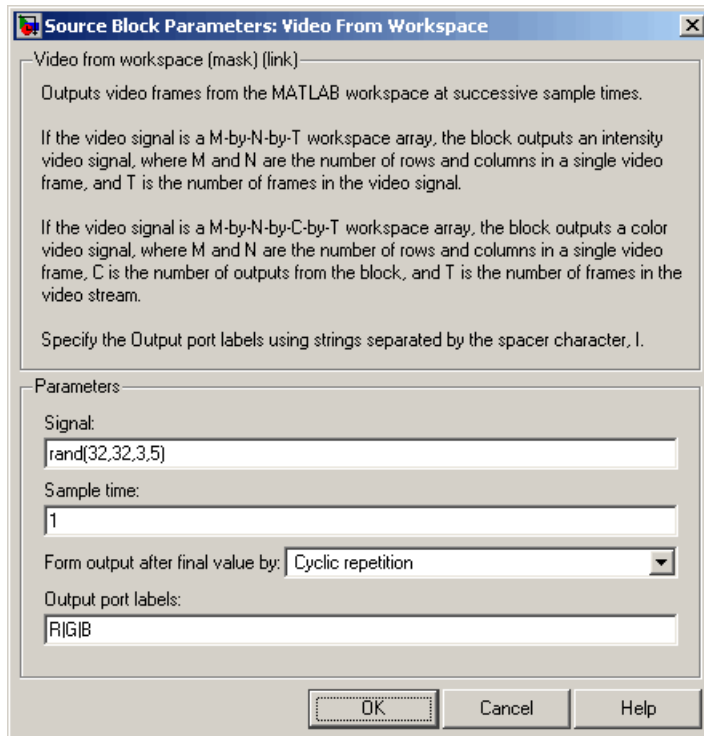 Source Block Parameters: Video From Workspace
Video from workspace (mask) (link)
Outputs video frames from the MATLAB workspace at successive sample times.
If the video signal is a M-by-N-by-T workspace array, the block outputs an intensity
video signal, where M and N are the number of rows and columns in a single video
frame, and T is the number of frames in the video signal.
If the video signal is a M-by-N-by-C-by-T workspace array, the block outputs a color
video signal, where M and N are the number of rows and columns in a single video
frame, C is the number of outputs from the block, and T is the number of frames in the
video stream.
Specify the Output port labels using strings separated by the spacer character, |.
Parameters
Signal:
rand(32,32,3,5)
Sample time:
1
Form output after final value by: Cyclic repetition
Output port labels:
R|G|B
OK Cancel Help